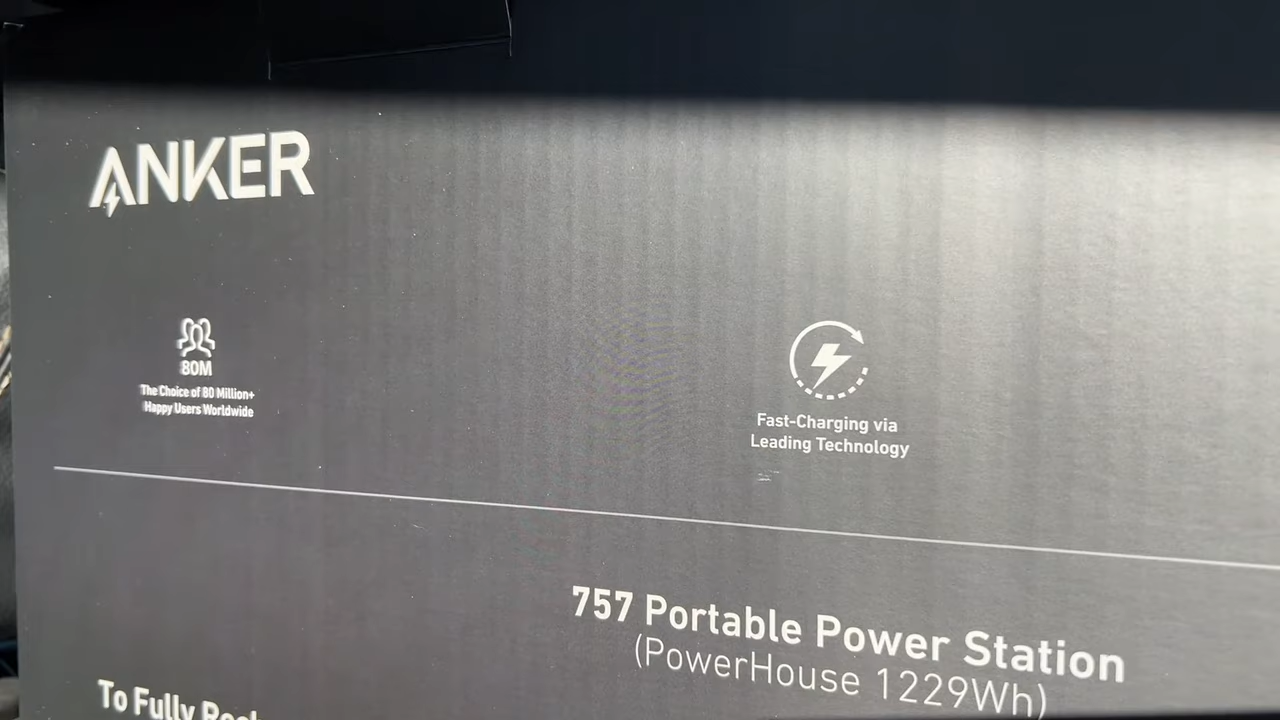 ANKER
80M
The Choice of 80 Million+
Happy Users Worldwide
Fast-Charging via
Leading Technology
757 Portable Power Station
(PowerHouse 1229Wh)
To Fully